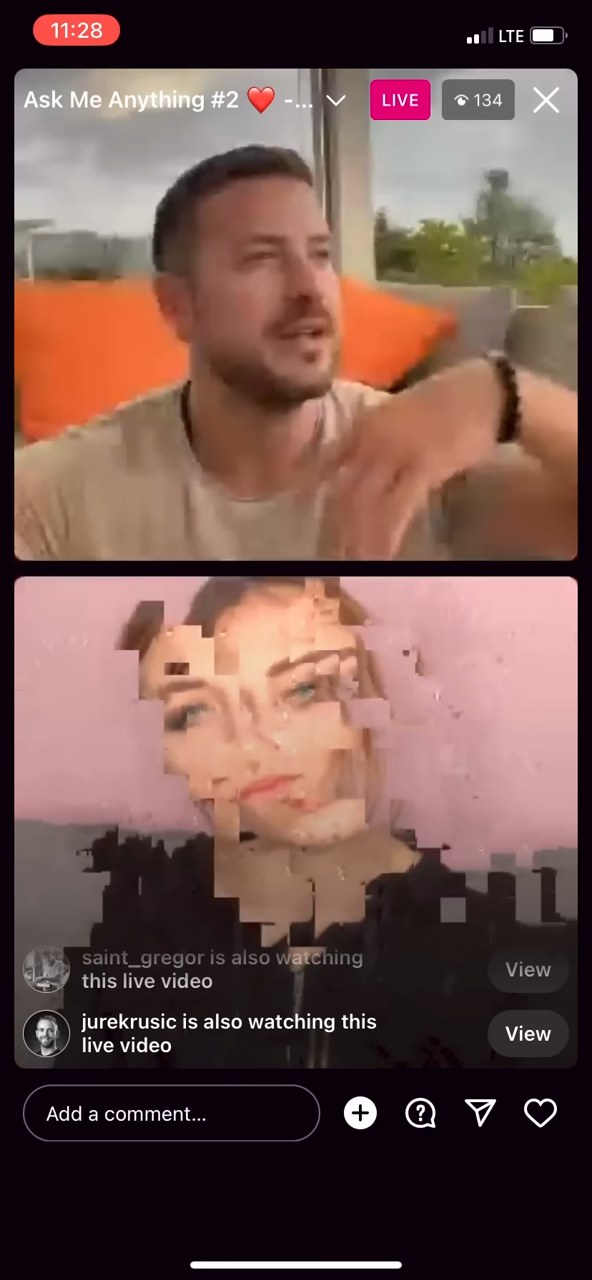 11:28
LTE
Ask Me Anything #2 ❤️ -...
LIVE
134
saint_gregor is also watching
this live video
View
jurekrusic is also watching this
live video
View
Add a comment...